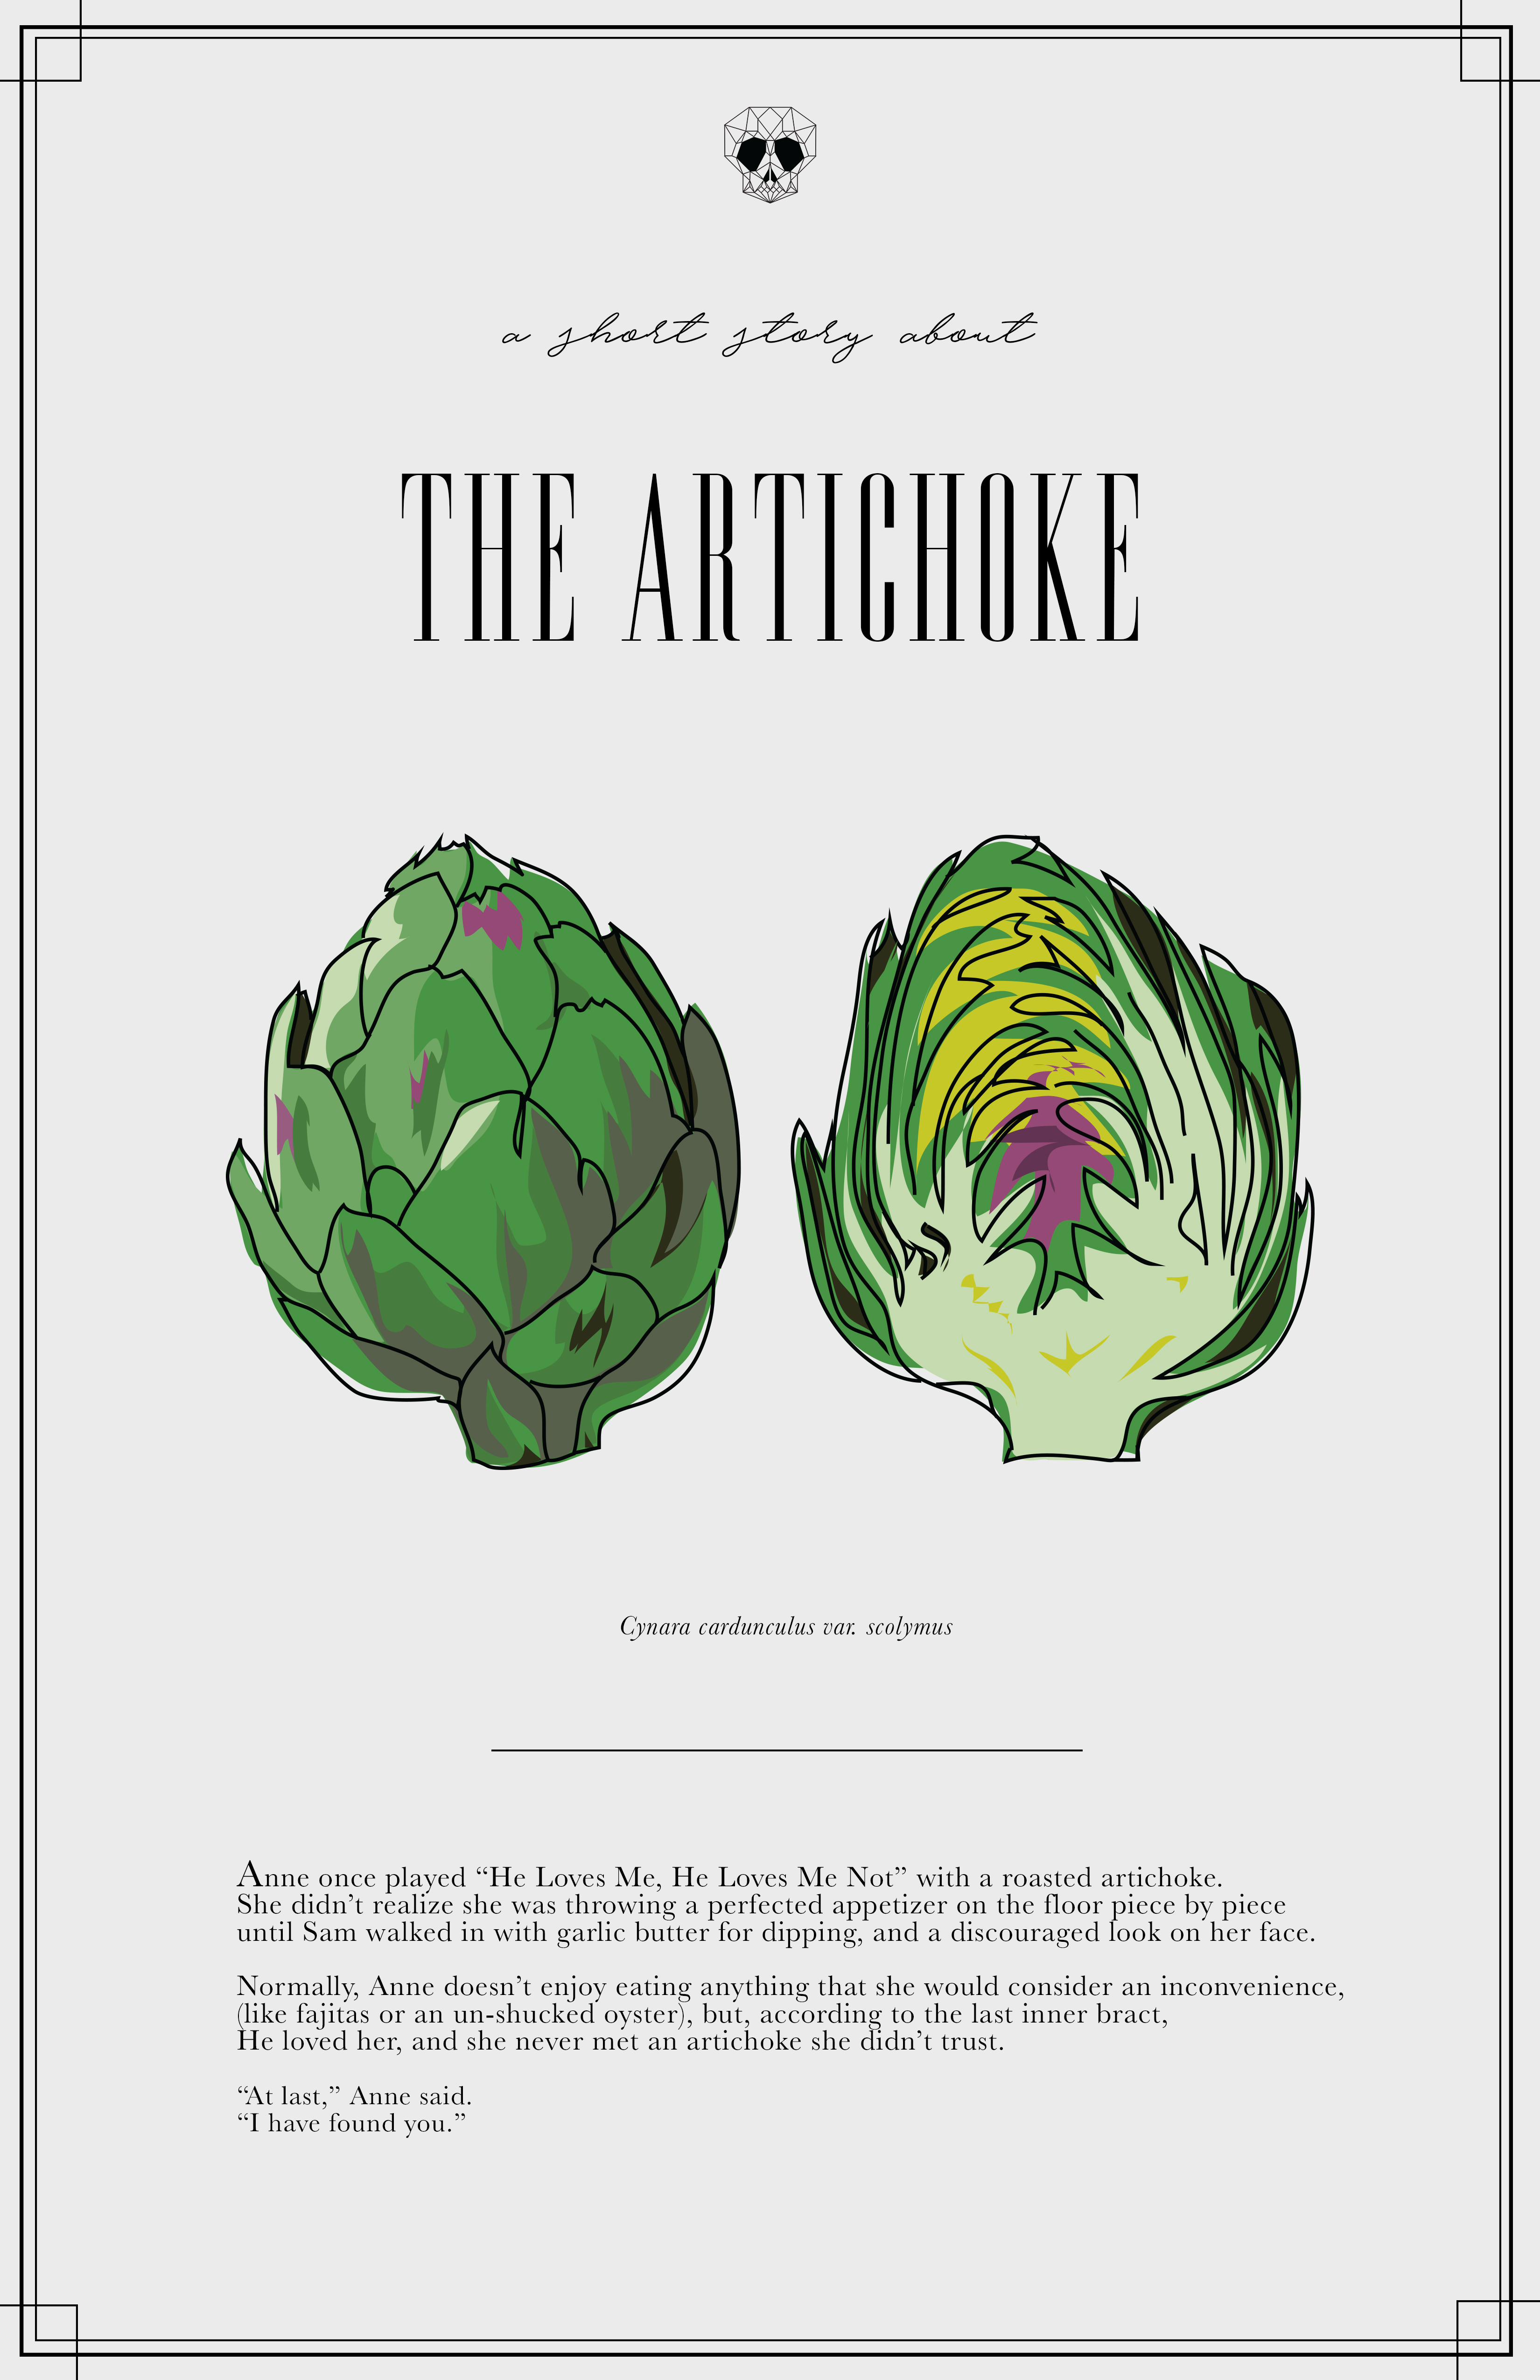 a short story about
THE ARTICHOKE
Cynara cardunculus var. scolymus
Anne once played “He Loves Me, He Loves Me Not” with a roasted artichoke.
She didn’t realize she was throwing a perfected appetizer on the floor piece by piece
until Sam walked in with garlic butter for dipping, and a discouraged look on her face.
Normally, Anne doesn’t enjoy eating anything that she would consider an inconvenience,
(like fajitas or an un-shucked oyster), but, according to the last inner bract,
He loved her, and she never met an artichoke she didn’t trust.
“At last,” Anne said.
“I have found you.”